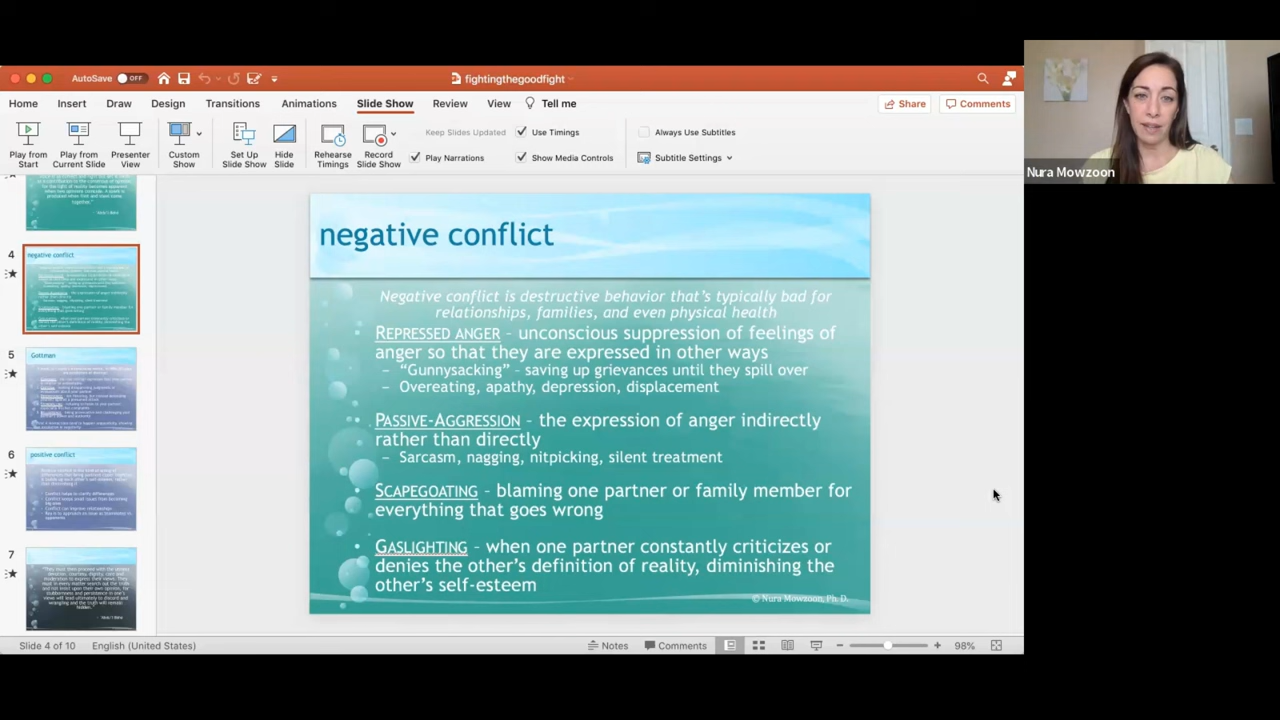 AutoSave OFF
fightingthegoodfight
Home Insert Draw Design Transitions Animations Slide Show Review View Tell me Share Comments
Play from Start
Play from Current Slide
Presenter View
Custom Show
Set Up Slide Show
Hide Slide
Rehearse Timings
Record Slide Show
Keep Slides Updated
Play Narrations
Use Timings
Show Media Controls
Always Use Subtitles
Subtitle Settings
Nura Mowzoon
4
negative conflict
5
Gottman
6
positive conflict
7
negative conflict
Negative conflict is destructive behavior that's typically bad for
relationships, families, and even physical health
• REPRESSED ANGER – unconscious suppression of feelings of
anger so that they are expressed in other ways
– “Gunnysacking” – saving up grievances until they spill over
– Overeating, apathy, depression, displacement
• PASSIVE-AGGRESSION – the expression of anger indirectly
rather than directly
– Sarcasm, nagging, nitpicking, silent treatment
• SCAPEGOATING – blaming one partner or family member for
everything that goes wrong
• GASLIGHTING – when one partner constantly criticizes or
denies the other's definition of reality, diminishing the
other's self-esteem
© Nura Mowzoon, Ph.D.
Slide 4 of 10 English (United States) Notes Comments 98%